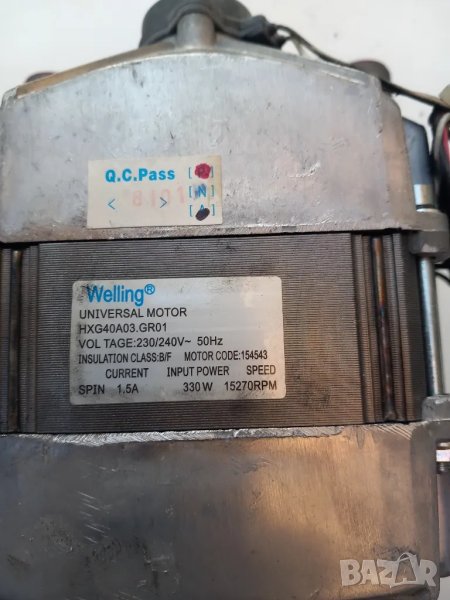 Q.C.Pass
[N]
< >
Welling®
UNIVERSAL MOTOR
HXG40A03.GR01
VOL TAGE:230/240V~ 50Hz
INSULATION CLASS:B/F MOTOR CODE:154543
CURRENT INPUT POWER SPEED
SPIN 1.5A 330W 15270RPM
BAZAR